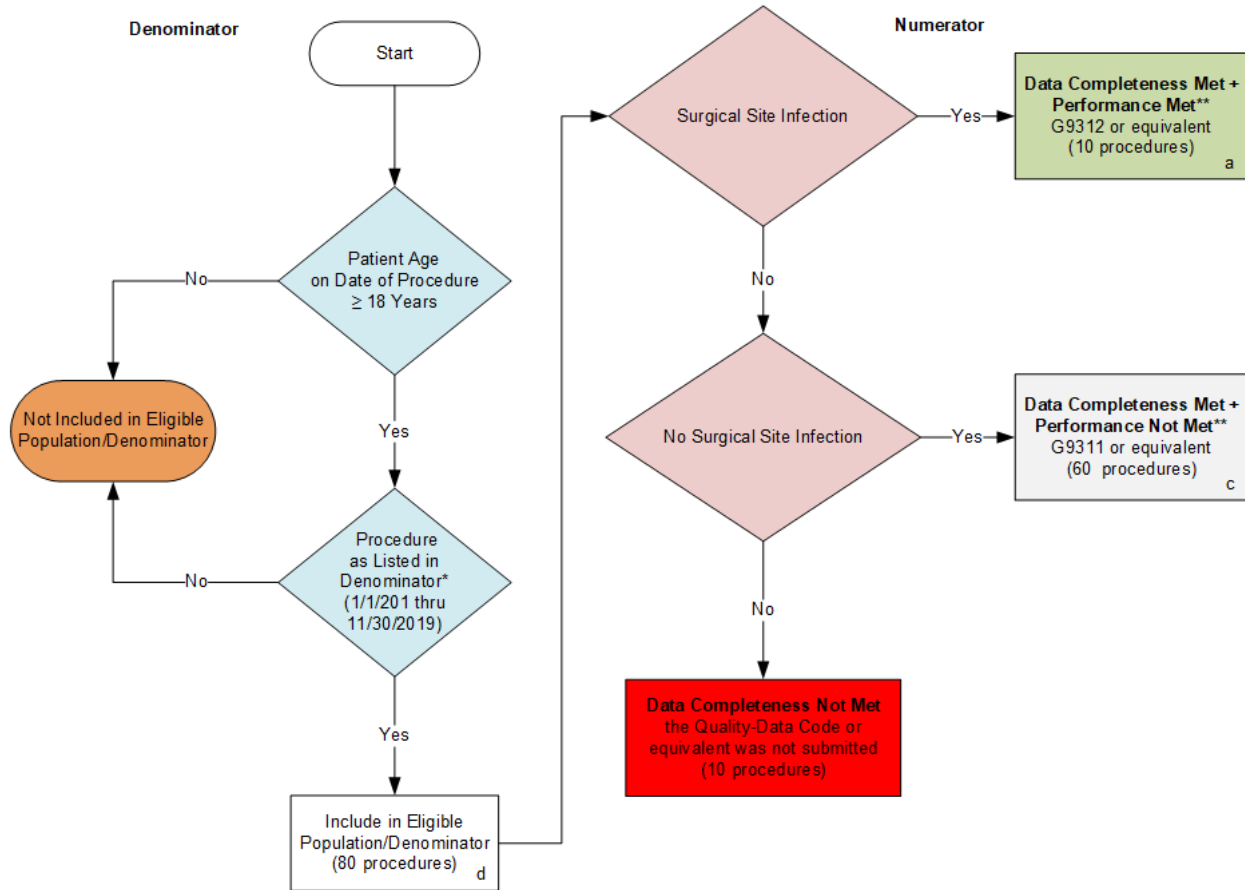 Denominator
Numerator
Start
Patient Age
on Date of Procedure
≥ 18 Years
No
Not Included in Eligible
Population/Denominator
Yes
Procedure
as Listed in
Denominator*
(1/1/201 thru
11/30/2019)
No
Yes
Include in Eligible
Population/Denominator
(80 procedures)
d
Surgical Site Infection
Yes
Data Completeness Met +
Performance Met**
G9312 or equivalent
(10 procedures)
a
No
No Surgical Site Infection
Yes
Data Completeness Met +
Performance Not Met**
G9311 or equivalent
(60 procedures)
c
No
Data Completeness Not Met
the Quality-Data Code or
equivalent was not submitted
(10 procedures)